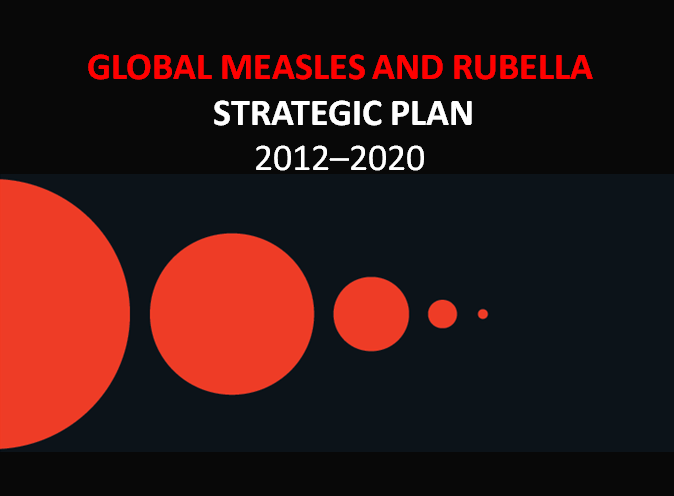 GLOBAL MEASLES AND RUBELLA
STRATEGIC PLAN
2012–2020